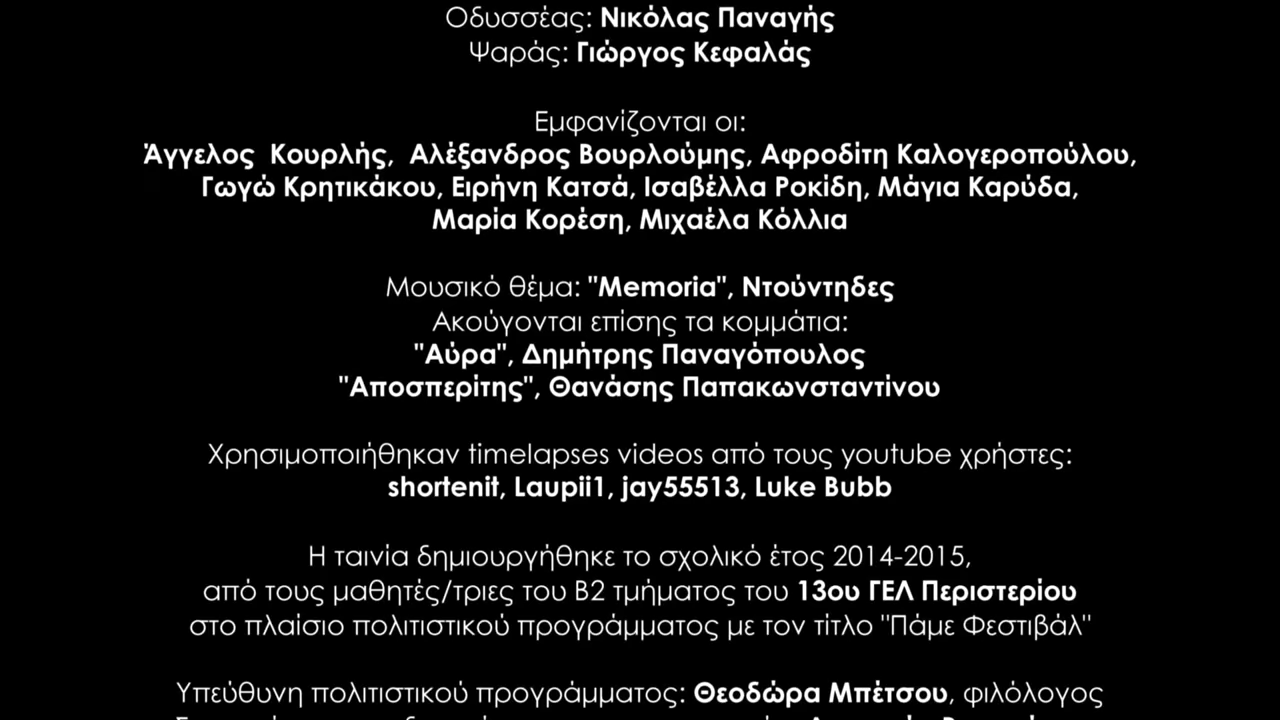 Οδυσσέας: Νικόλας Παναγής
Ψαράς: Γιώργος Κεφαλάς
Εμφανίζονται οι:
Άγγελος Κουρλής, Αλέξανδρος Βουρλούμης, Αφροδίτη Καλογεροπούλου,
Γωγώ Κρητικάκου, Ειρήνη Κατσά, Ισαβέλλα Ροκίδη, Μάγια Καρύδα,
Μαρία Κορέση, Μιχαέλα Κόλλια
Μουσικό θέμα: "Memoria", Ντούντηδες
Ακούγονται επίσης τα κομμάτια:
"Αύρα", Δημήτρης Παναγόπουλος
"Αποσπερίτης", Θανάσης Παπακωνσταντίνου
Χρησιμοποιήθηκαν timelapses videos από τους youtube χρήστες:
shortenit, Laupii1, jay55513, Luke Bubb
Η ταινία δημιουργήθηκε το σχολικό έτος 2014-2015,
από τους μαθητές/τριες του Β2 τμήματος του 13ου ΓΕΛ Περιστερίου
στο πλαίσιο πολιτιστικού προγράμματος με τον τίτλο "Πάμε Φεστιβάλ"
Υπεύθυνη πολιτιστικού προγράμματος: Θεοδώρα Μπέτσου, φιλόλογος